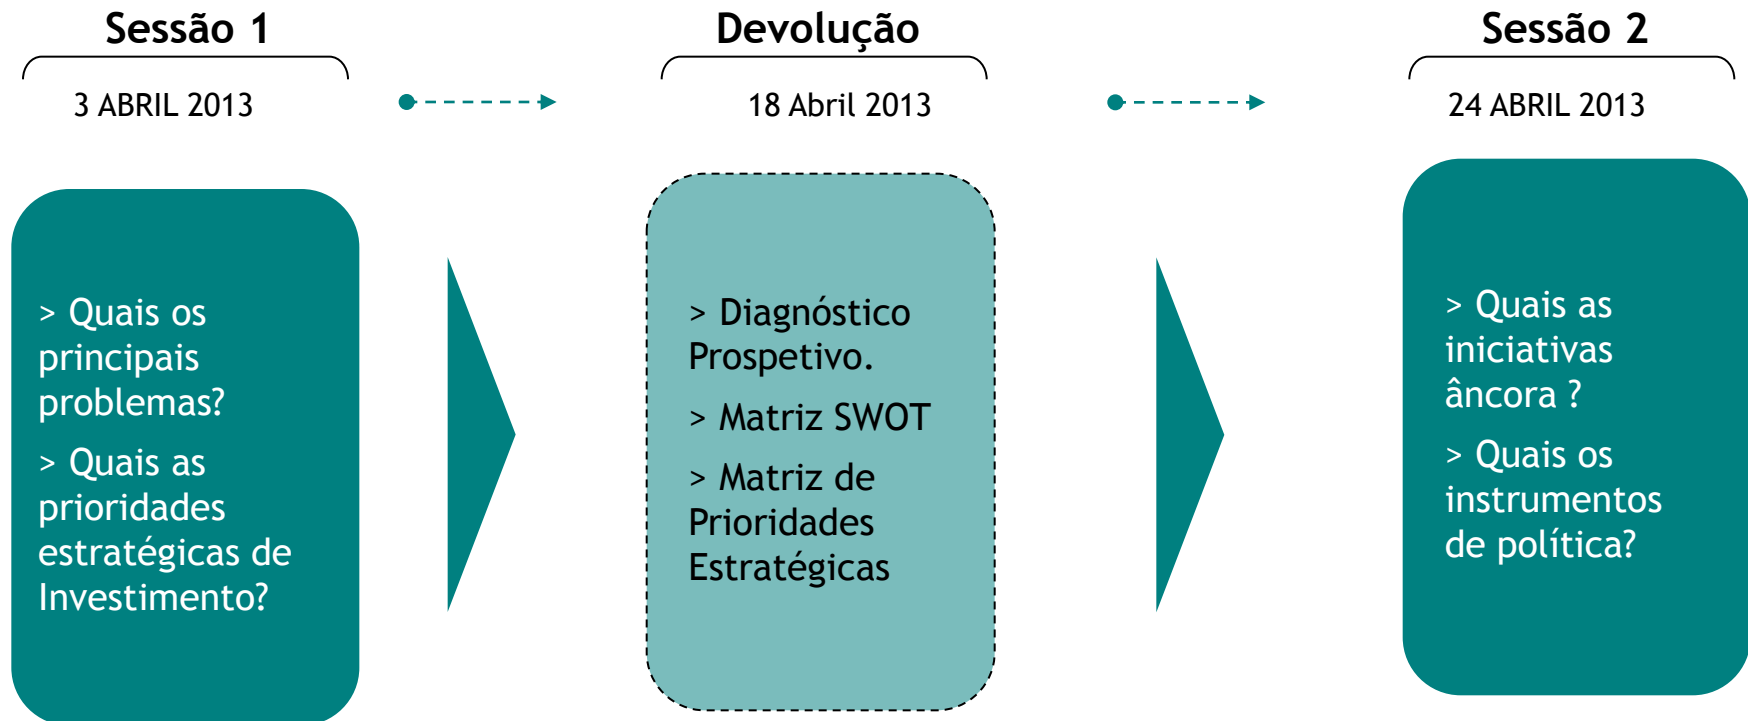 Sessão 1
3 ABRIL 2013
> Quais os
principais
problemas?
> Quais as
prioridades
estratégicas de
Investimento?
Devolução
18 Abril 2013
> Diagnóstico
Prospetivo.
> Matriz SWOT
> Matriz de
Prioridades
Estratégicas
Sessão 2
24 ABRIL 2013
> Quais as
iniciativas
âncora ?
> Quais os
instrumentos
de política?